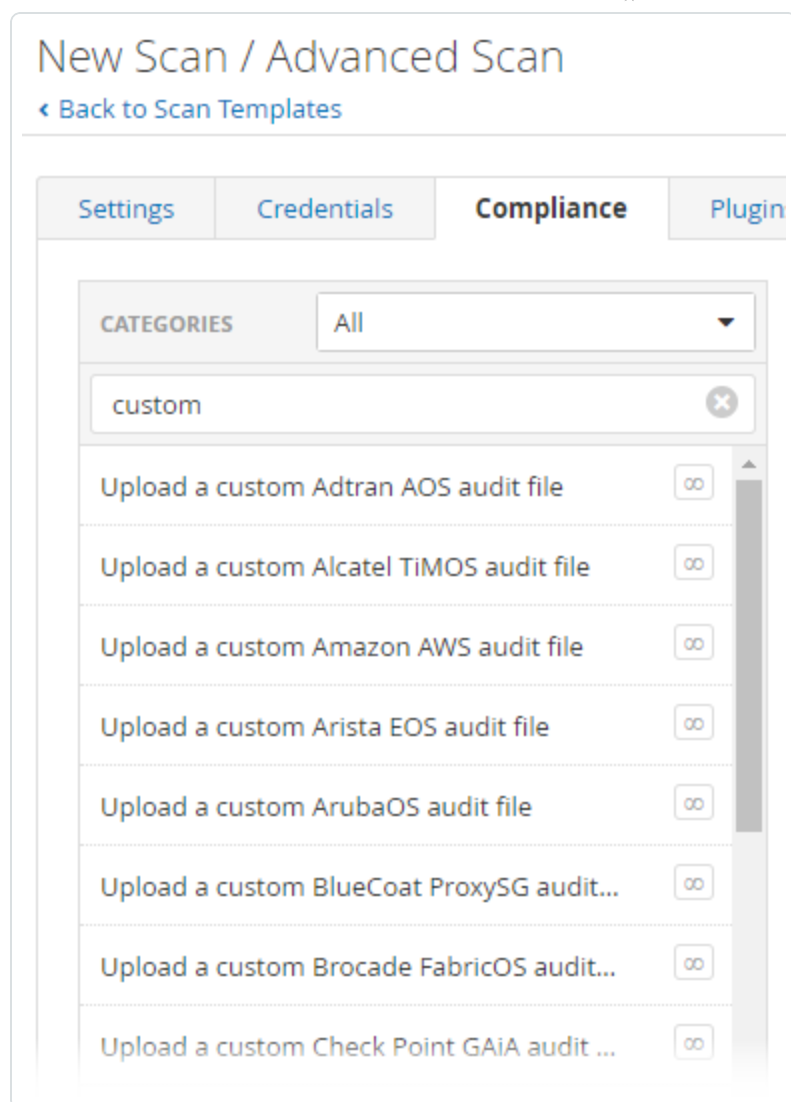 New Scan / Advanced Scan
‹ Back to Scan Templates
Settings
Credentials
Compliance
Plugin
CATEGORIES
All
custom
Upload a custom Adtran AOS audit file
∞
Upload a custom Alcatel TiMOS audit file
∞
Upload a custom Amazon AWS audit file
∞
Upload a custom Arista EOS audit file
∞
Upload a custom ArubaOS audit file
∞
Upload a custom BlueCoat ProxySG audit...
∞
Upload a custom Brocade FabricOS audit...
∞
Upload a custom Check Point GAiA audit ...
∞